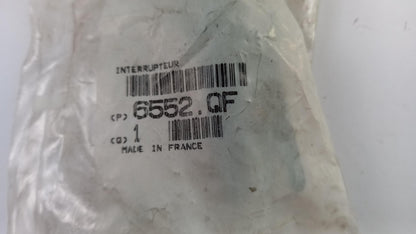 INTERRUPTEUR
(P) 6552.QF
(Q) 1
MADE IN FRANCE